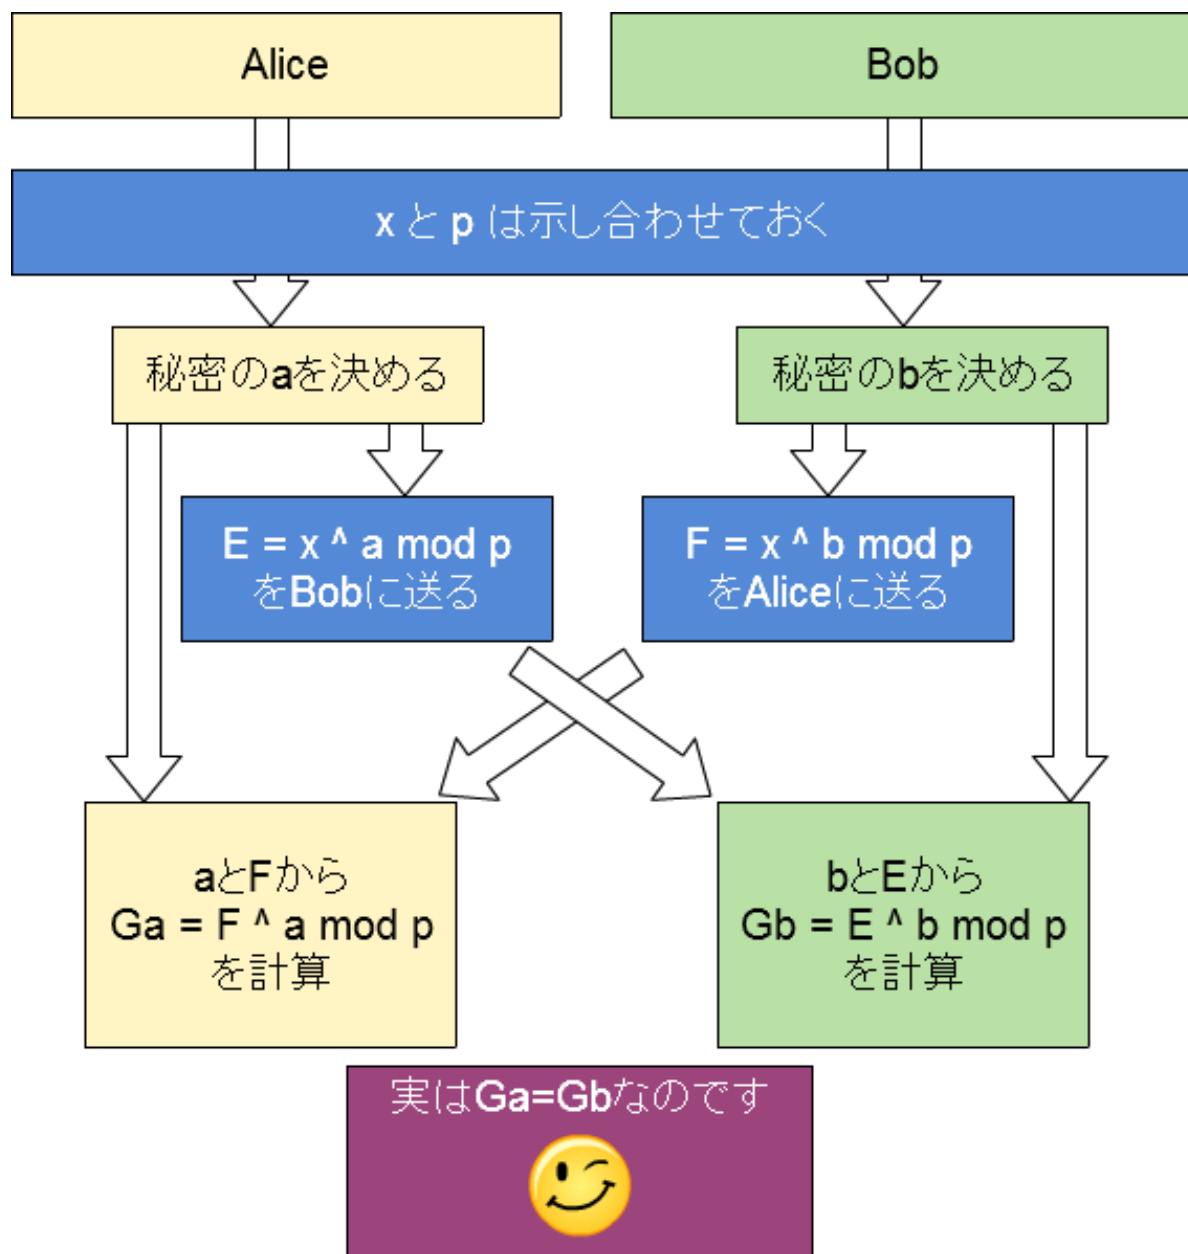 Alice
Bob
x と p は示し合わせておく
秘密のaを決める
秘密のbを決める
E = x ^ a mod p
をBobに送る
F = x ^ b mod p
をAliceに送る
aとFから
Ga = F ^ a mod p
を計算
bとEから
Gb = E ^ b mod p
を計算
実はGa=Gbなのです